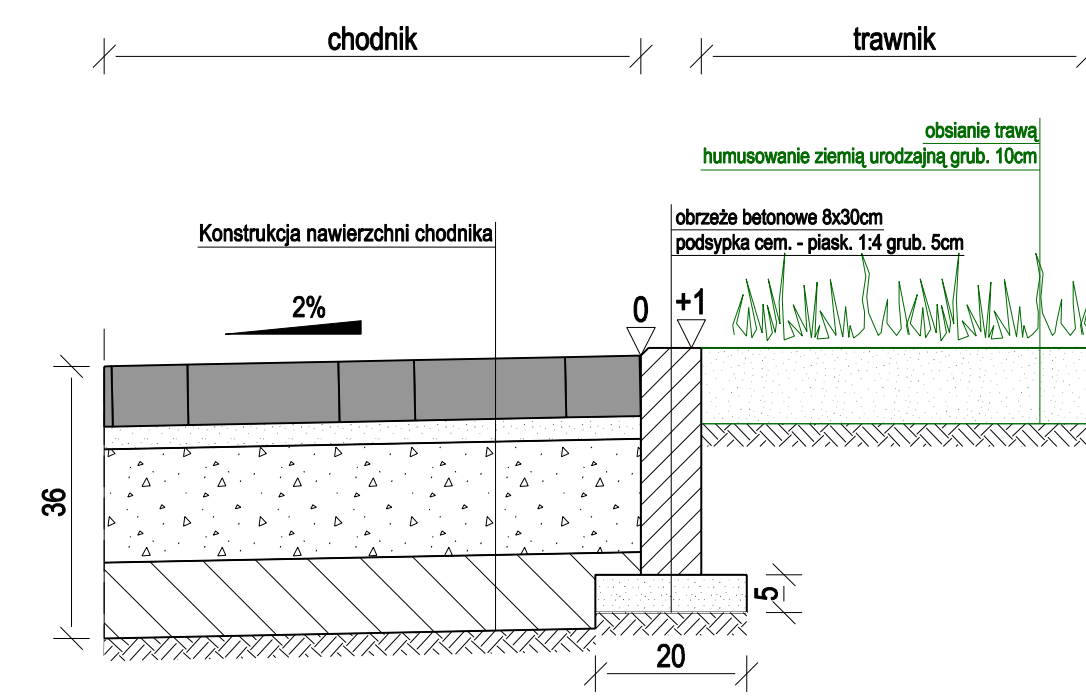 chodnik
trawnik
obsianie trawą
humusowanie ziemią urodzajną grub. 10cm
obrzeże betonowe 8x30cm
podsypka cem. - piask. 1:4 grub. 5cm
Konstrukcja nawierzchni chodnika
2%
0
+1
36
5
20